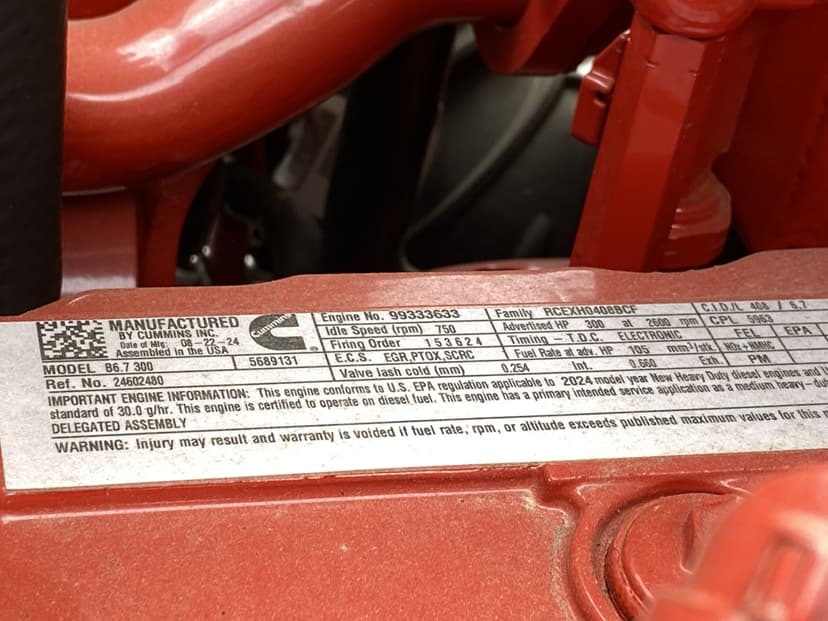 MANUFACTURED
BY CUMMINS INC.
Date of Mfg: 08-22-24
Assembled in the USA
Cummins
MODEL B6.7 300 5689131
Ref. No. 24602480
Engine No. 99333633
Idle Speed (rpm) 750
Firing Order 153624
E.C.S. EGR,PTOX,SCRC
Valve lash cold (mm) 0.254 Int. 0.660 Exh
Family RCEXH0408BCF
Advertised HP 300 at 2600 rpm
Timing - T.D.C. ELECTRONIC
Fuel Rate at adv. HP 105 mm³/stk
C.I.D./L 408 / 6.7
CPL 5963
FEL EPA
NOx + NMHC
PM
IMPORTANT ENGINE INFORMATION: This engine conforms to U.S. EPA regulation applicable to 2024 model year New Heavy Duty diesel engines and
standard of 30.0 g/hr. This engine is certified to operate on diesel fuel. This engine has a primary intended service application as a medium heavy-
DELEGATED ASSEMBLY
WARNING: Injury may result and warranty is voided if fuel rate, rpm, or altitude exceeds published maximum values for this